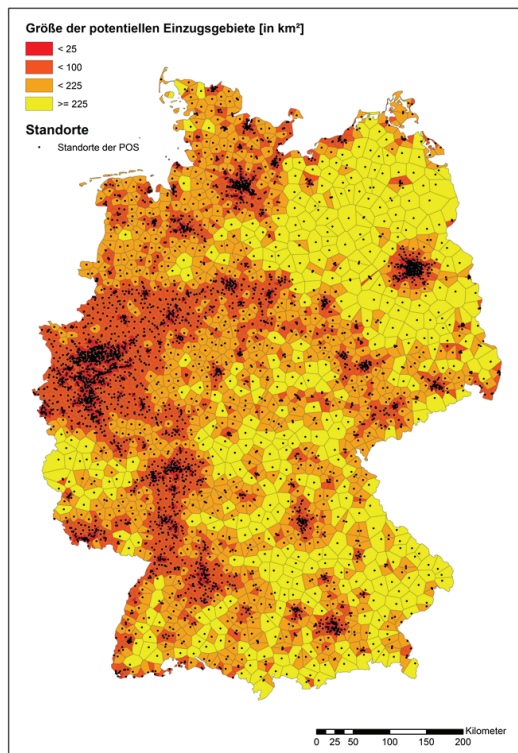 Größe der potentiellen Einzugsgebiete [in km²]
< 25
< 100
< 225
>= 225
Standorte
Standorte der POS
Kilometer
0 25 50 100 150 200